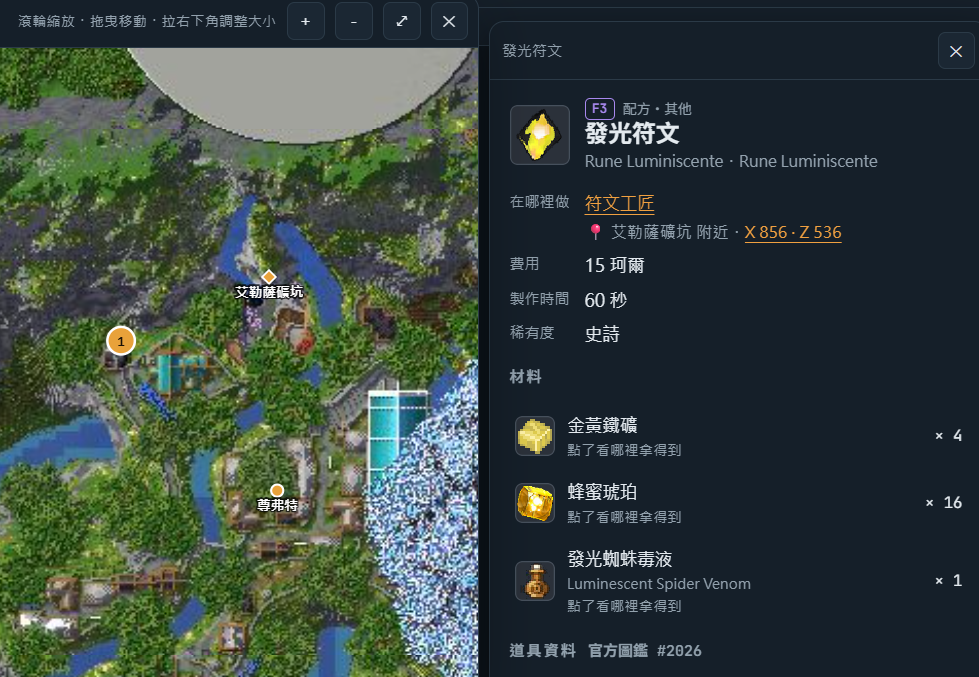 滾輪縮放・拖曳移動・拉右下角調整大小
+
-
發光符文
F3 配方・其他
發光符文
Rune Luminiscente · Rune Luminiscente
在哪裡做 符文工匠
艾勒薩礦坑 附近 · X 856 · Z 536
費用 15 珂爾
製作時間 60 秒
稀有度 史詩
材料
金黃鐵礦
點了看哪裡拿得到
× 4
蜂蜜琥珀
點了看哪裡拿得到
× 16
發光蜘蛛毒液
Luminescent Spider Venom
點了看哪裡拿得到
× 1
道具資料 官方圖鑑 #2026
艾勒薩礦坑
1
尊弗特